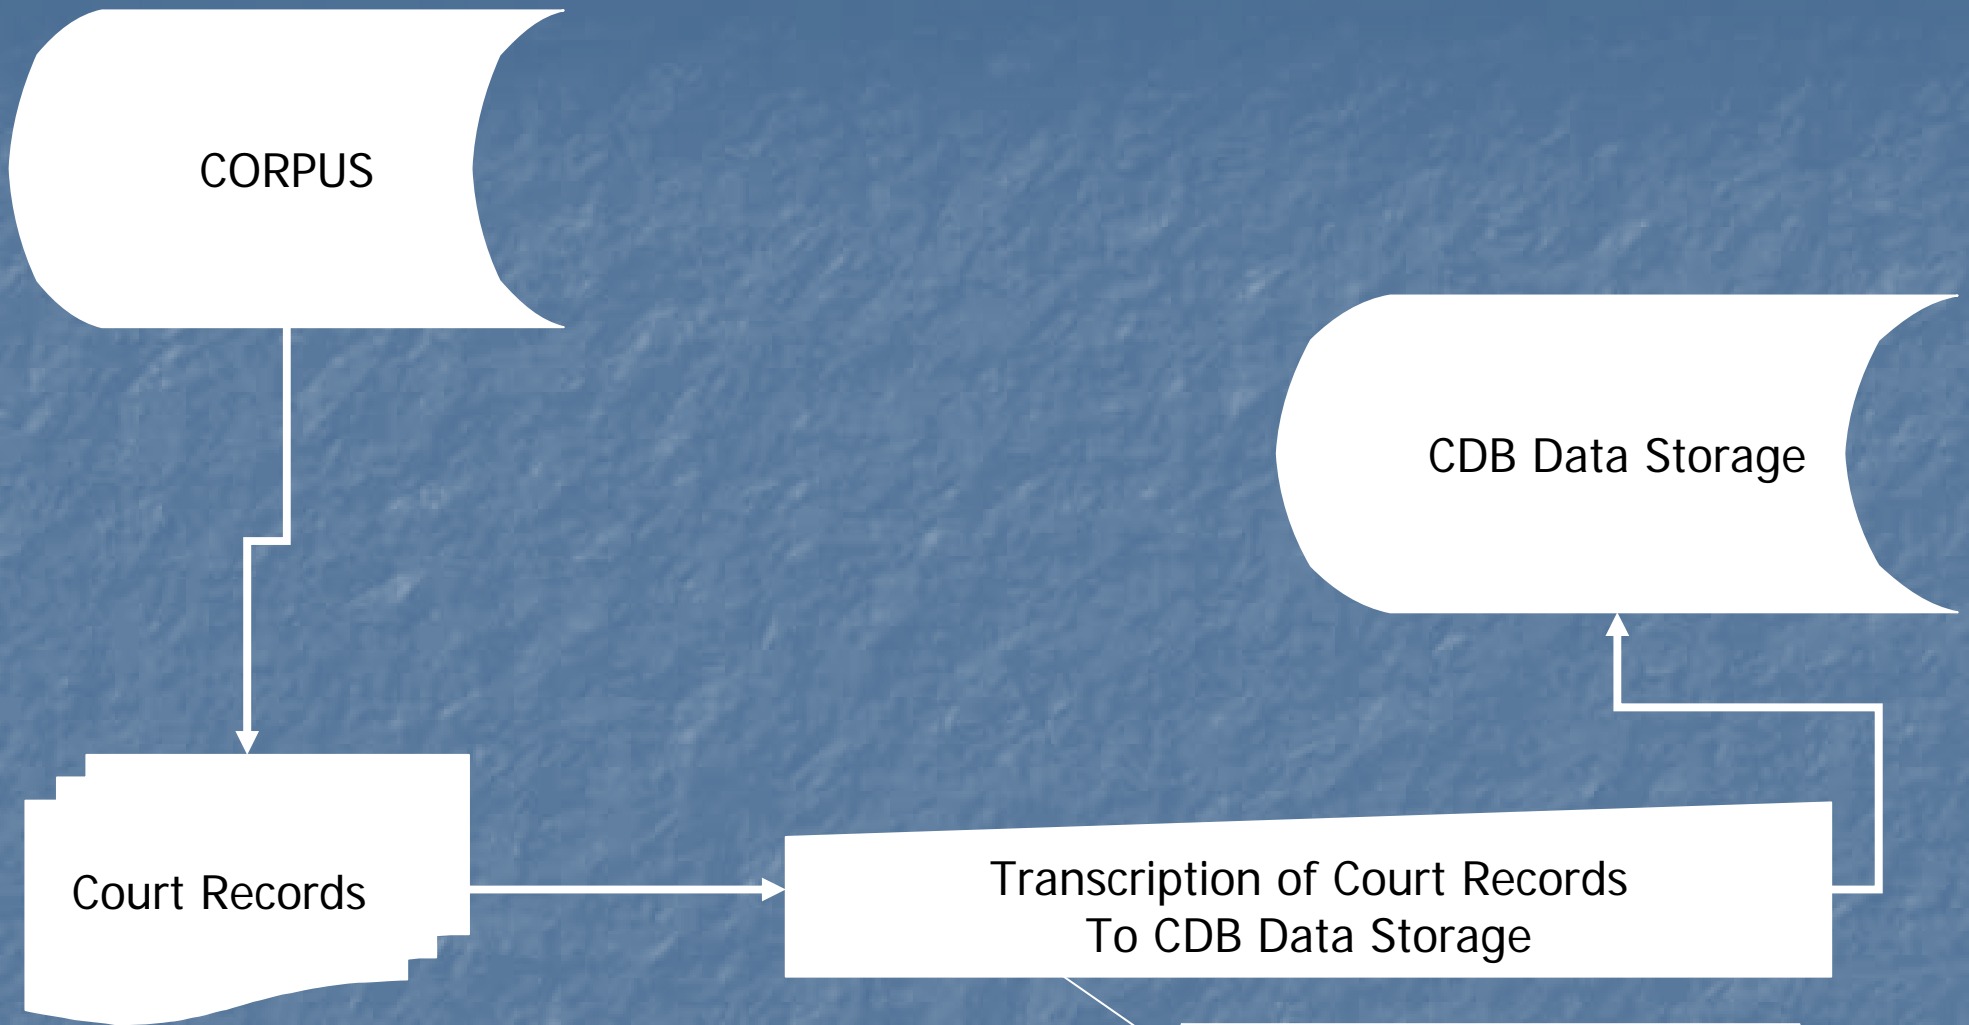 CORPUS
CDB Data Storage
Court Records
Transcription of Court Records
To CDB Data Storage